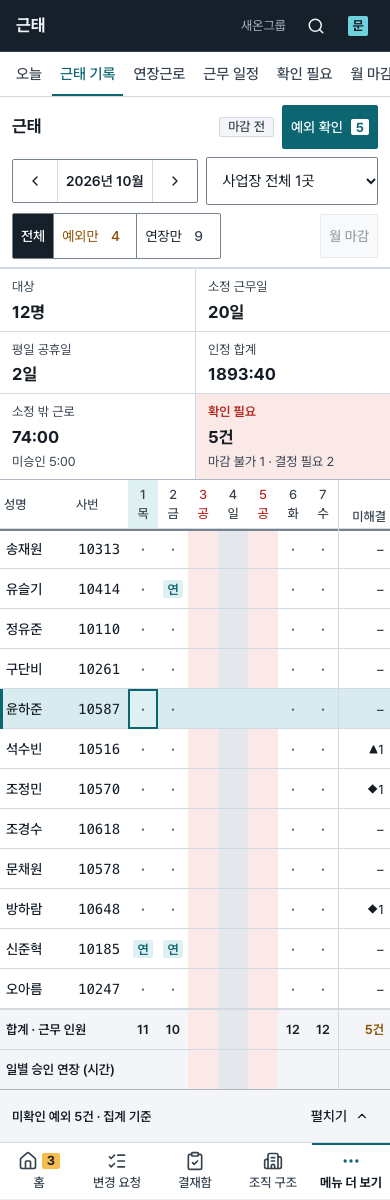 근태 새온그룹 문
오늘 근태 기록 연장근로 근무 일정 확인 필요 월 마감
근태 마감 전 예외 확인 5
2026년 10월 사업장 전체 1곳
전체 예외만 4 연장만 9 월 마감
대상 소정 근무일
12명 20일
평일 공휴일 인정 합계
2일 1893:40
소정 밖 근로 확인 필요
74:00 5건
미승인 5:00 마감 불가 1 · 결정 필요 2
성명 사번 1 2 3 4 5 6 7 미해결
목 금 공 일 공 화 수
송재원 10313 · · · · –
유슬기 10414 · 연 · · –
정유준 10110 · · · · –
구단비 10261 · · · · –
윤하준 10587 · · · · –
석수빈 10516 · · · · ▲1
조정민 10570 · · · · ◆1
조경수 10618 · · · · –
문채원 10578 · · · · –
방하람 10648 · · · · ◆1
신준혁 10185 연 연 · · –
오아름 10247 · · · · –
합계 · 근무 인원 11 10 12 12 5건
일별 승인 연장 (시간)
미확인 예외 5건 · 집계 기준 펼치기
3
홈 변경 요청 결재함 조직 구조 메뉴 더 보기